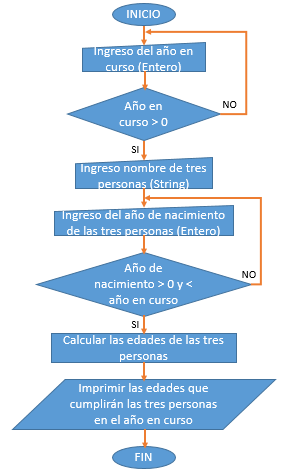 INICIO
Ingreso del año en
curso (Entero)
Año en
curso > 0
NO
SI
Ingreso nombre de tres
personas (String)
Ingreso del año de nacimiento
de las tres personas (Entero)
Año de
nacimiento > 0 y <
año en curso
NO
SI
Calcular las edades de las tres
personas
Imprimir las edades que
cumplirán las tres personas
en el año en curso
FIN